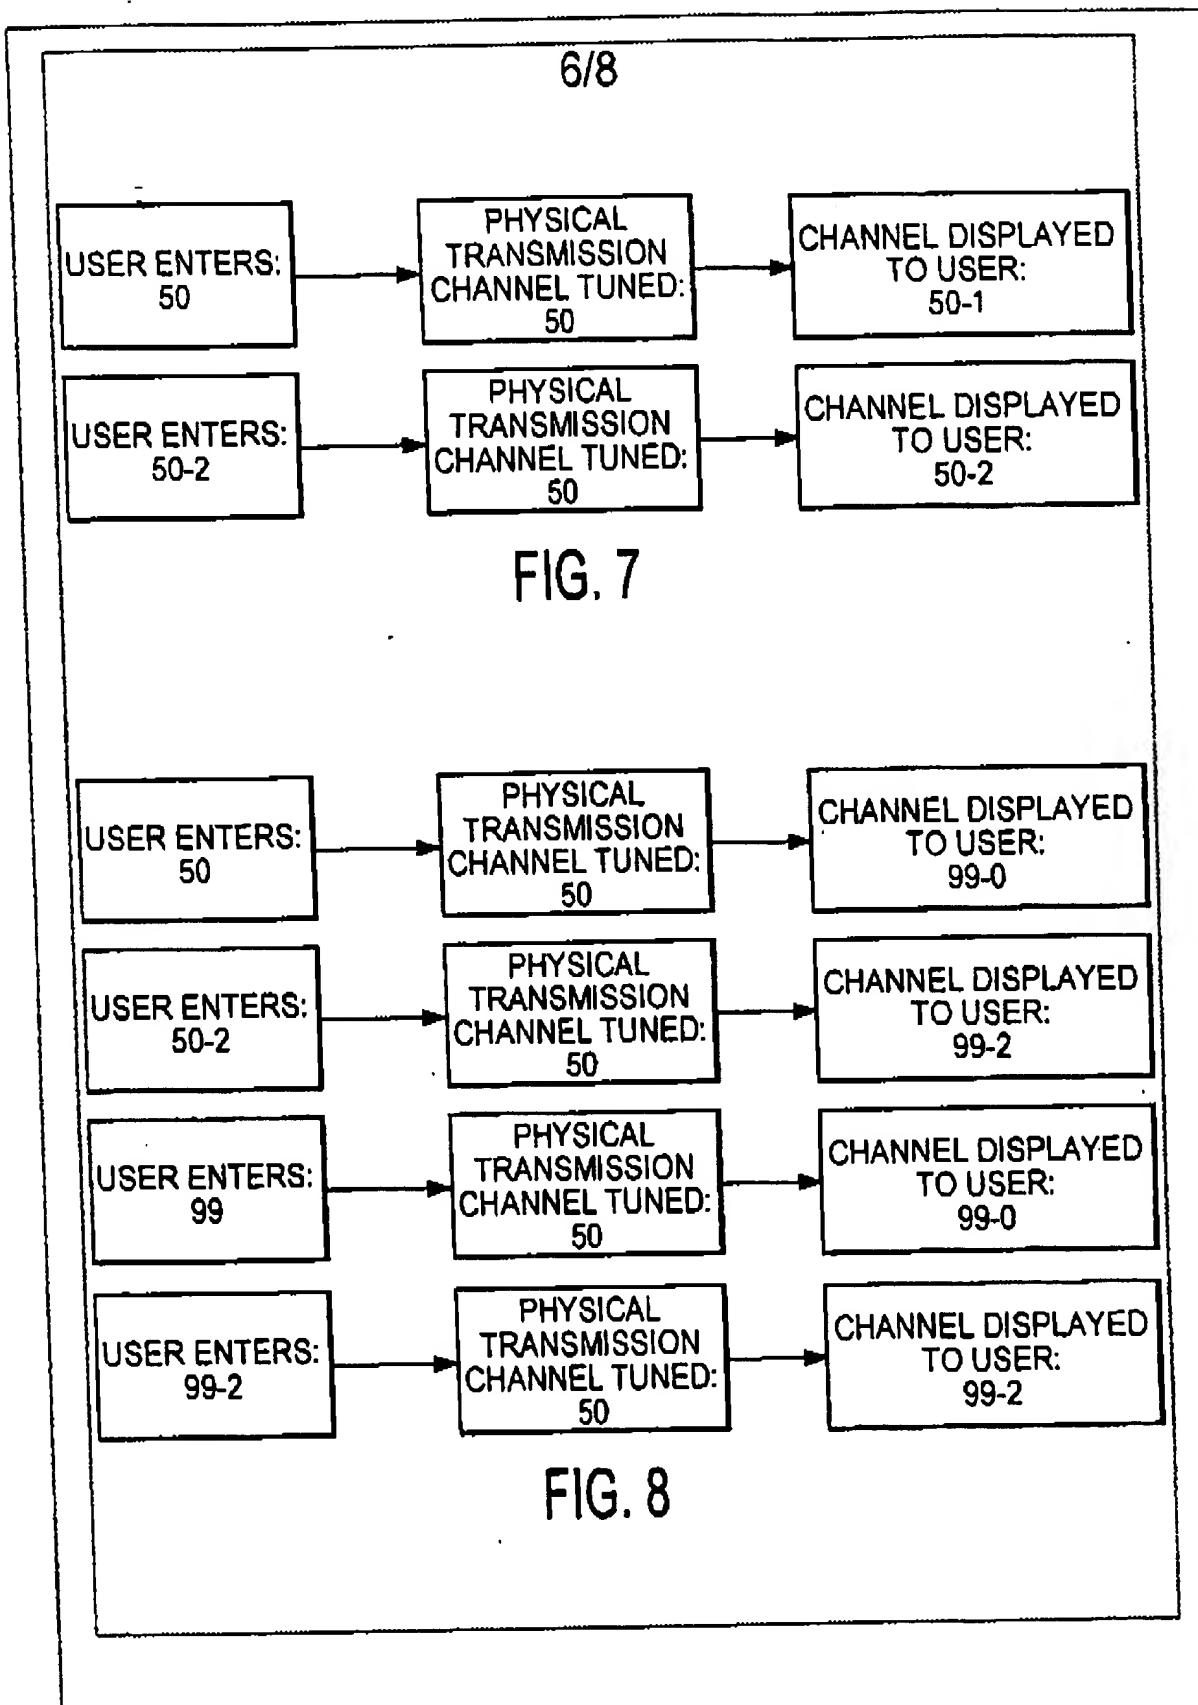 6/8
USER ENTERS:
50
PHYSICAL
TRANSMISSION
CHANNEL TUNED:
50
CHANNEL DISPLAYED
TO USER:
50-1
USER ENTERS:
50-2
PHYSICAL
TRANSMISSION
CHANNEL TUNED:
50
CHANNEL DISPLAYED
TO USER:
50-2
FIG. 7
USER ENTERS:
50
PHYSICAL
TRANSMISSION
CHANNEL TUNED:
50
CHANNEL DISPLAYED
TO USER:
99-0
USER ENTERS:
50-2
PHYSICAL
TRANSMISSION
CHANNEL TUNED:
50
CHANNEL DISPLAYED
TO USER:
99-2
USER ENTERS:
99
PHYSICAL
TRANSMISSION
CHANNEL TUNED:
50
CHANNEL DISPLAYED
TO USER:
99-0
USER ENTERS:
99-2
PHYSICAL
TRANSMISSION
CHANNEL TUNED:
50
CHANNEL DISPLAYED
TO USER:
99-2
FIG. 8